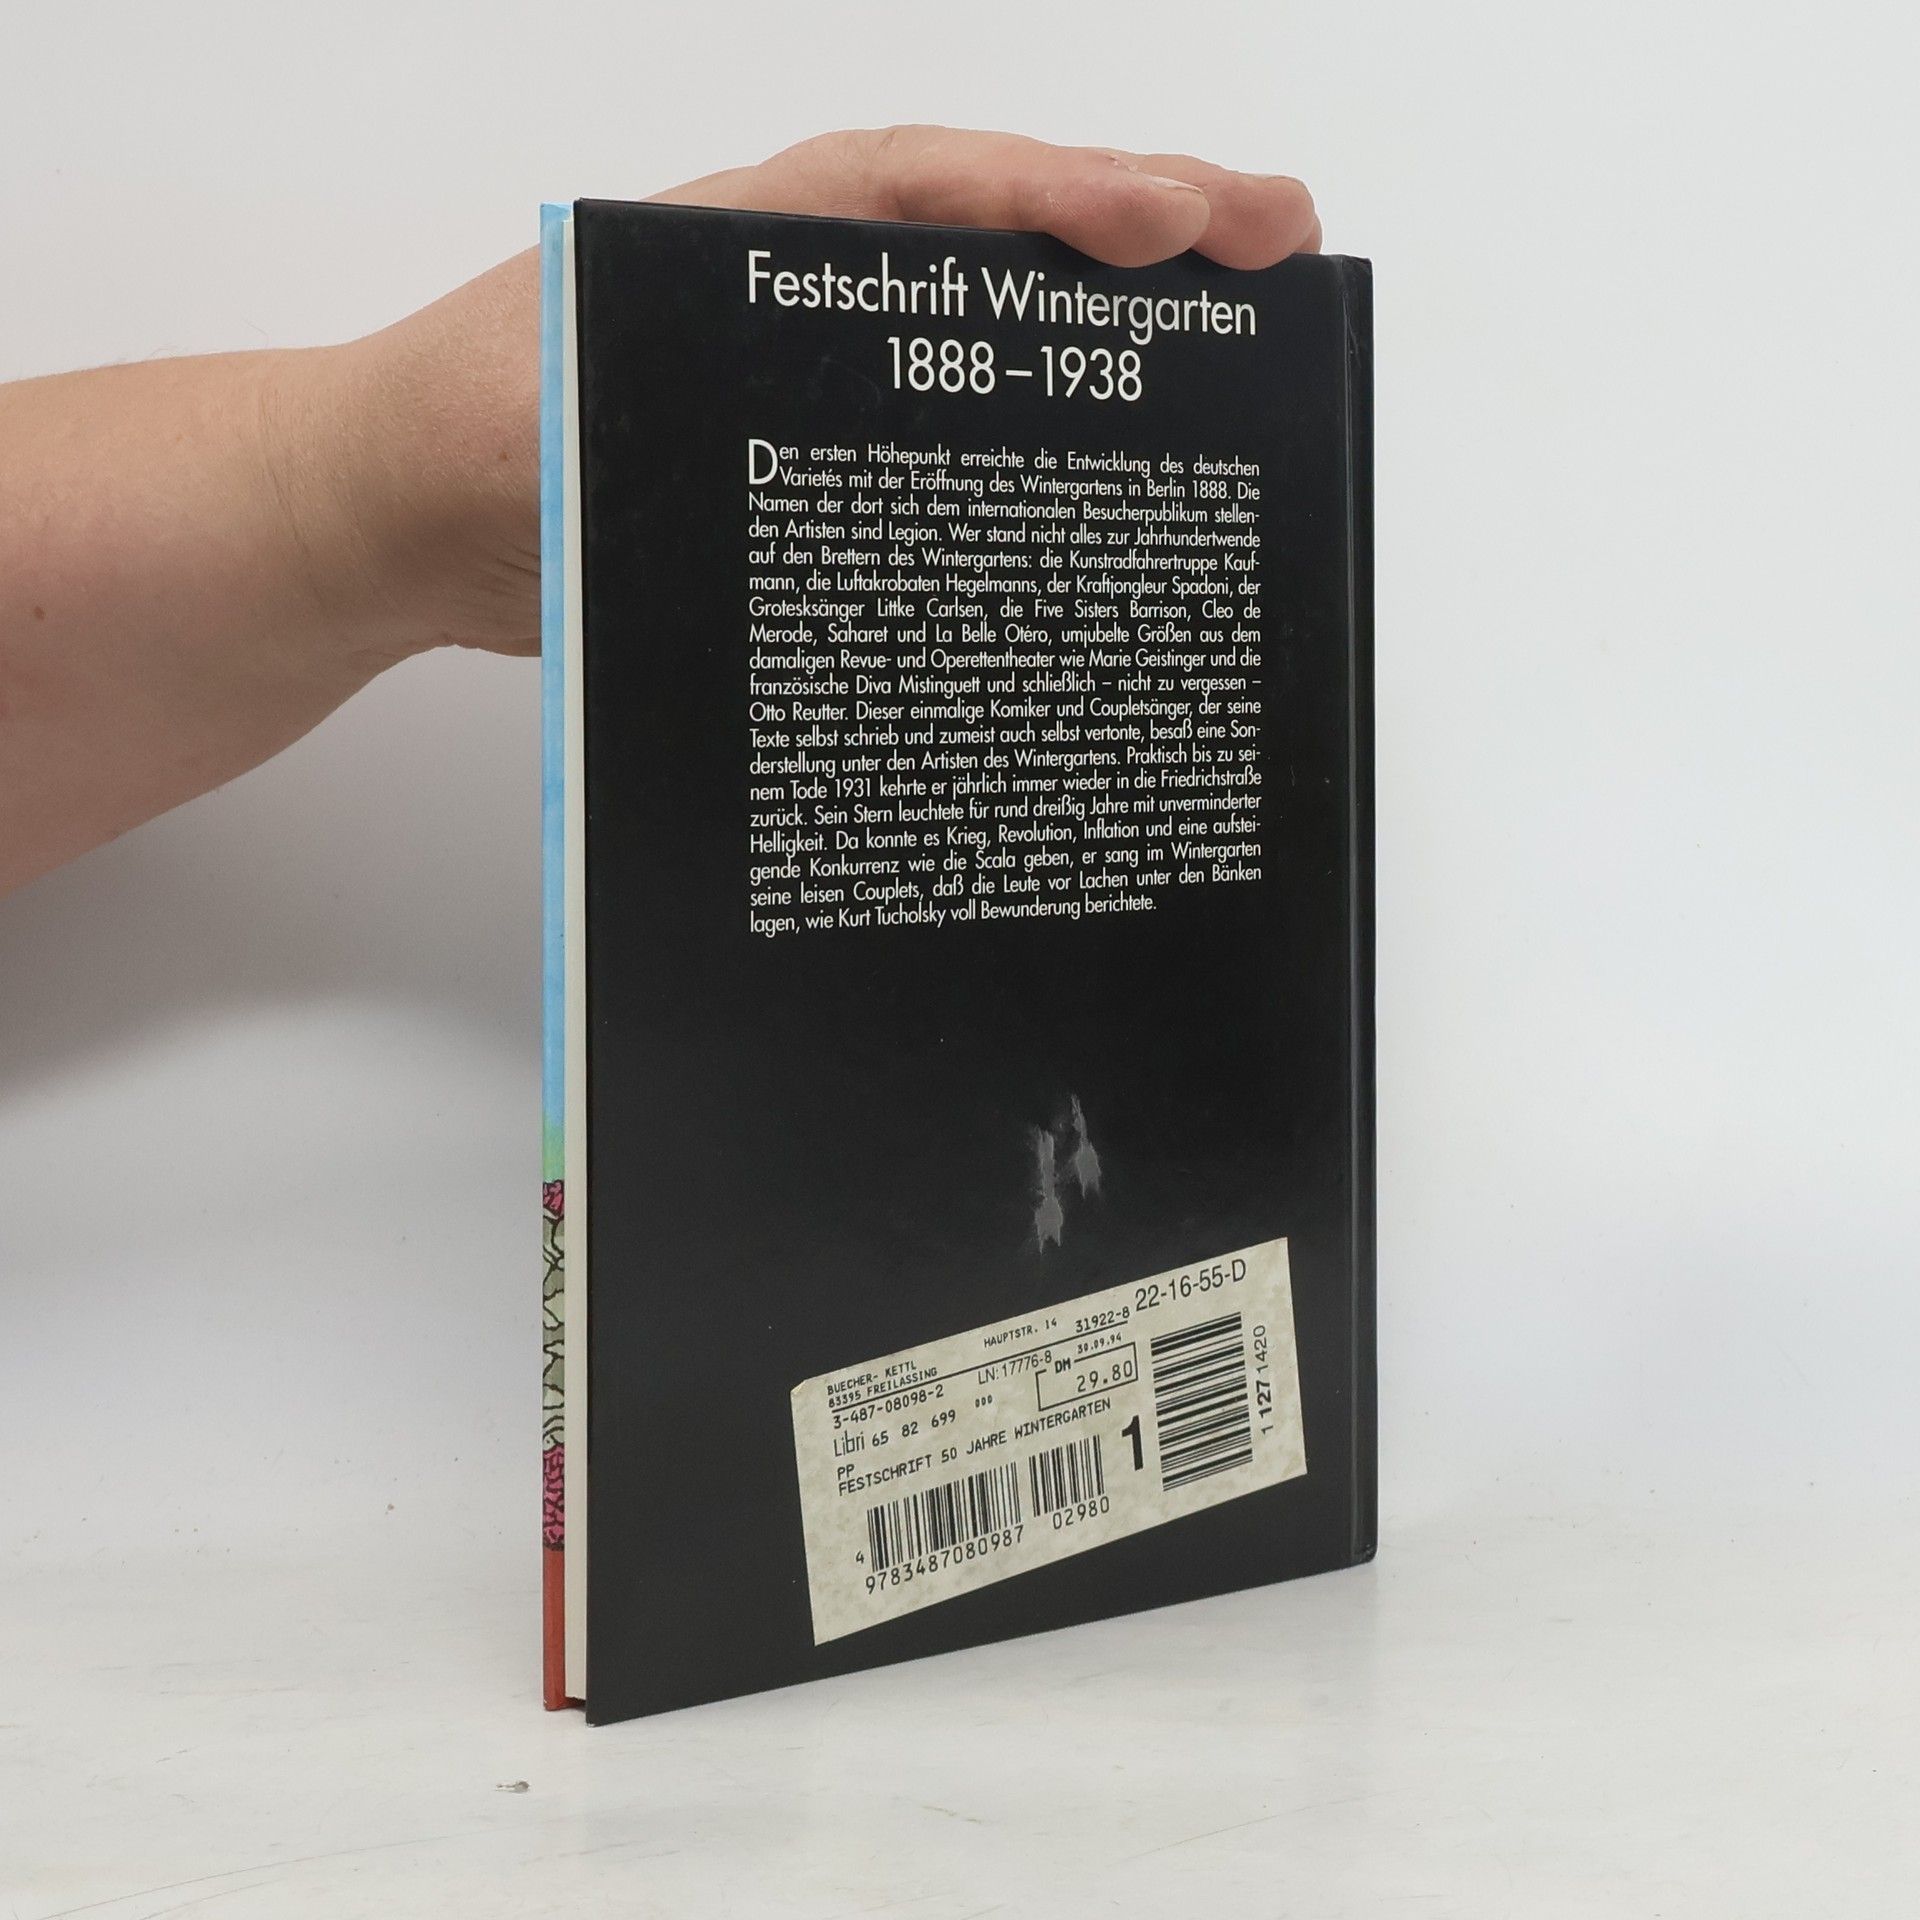 Festschrift Wintergarten
1888–1938
Den ersten Höhepunkt erreichte die Entwicklung des deutschen
Varietés mit der Eröffnung des Wintergartens in Berlin 1888. Die
Namen der dort sich dem internationalen Besucherpublikum stellen-
den Artisten sind Legion. Wer stand nicht alles zur Jahrhundertwende
auf den Brettern des Wintergartens: die Kunstradfahrertruppe Kauf-
mann, die Luftakrobaten Hegelmanns, der Kraftjongleur Spadoni, der
Grotesksänger Littke Carlsen, die Five Sisters Barrison, Cleo de
Merode, Saharet und La Belle Otéro, umjubelte Größen aus dem
damaligen Revue- und Operettentheater wie Marie Geistinger und die
französische Diva Mistinguett und schließlich – nicht zu vergessen –
Otto Reutter. Dieser einmalige Komiker und Coupletsänger, der seine
Texte selbst schrieb und zumeist auch selbst vertonte, besaß eine Son-
derstellung unter den Artisten des Wintergartens. Praktisch bis zu sei-
nem Tode 1931 kehrte er jährlich immer wieder in die Friedrichstraße
zurück. Sein Stern leuchtete für rund dreißig Jahre mit unverminderter
Helligkeit. Da konnte es Krieg, Revolution, Inflation und eine aufstei-
gende Konkurrenz wie die Scala geben, er sang im Wintergarten
seine leisen Couplets, daß die Leute vor Lachen unter den Bänken
lagen, wie Kurt Tucholsky voll Bewunderung berichtete.
BUECHER- KETTL HAUPTSTR. 14 31922-8 22-16-55-D
83395 FREILASSING LN:17776-8 30.09.94
3-487-08098-2 000 DM 29.80
Libri 65 82 699
PP
FESTSCHRIFT 50 JAHRE WINTERGARTEN
1
1 1271420
4
9783487080987 02980